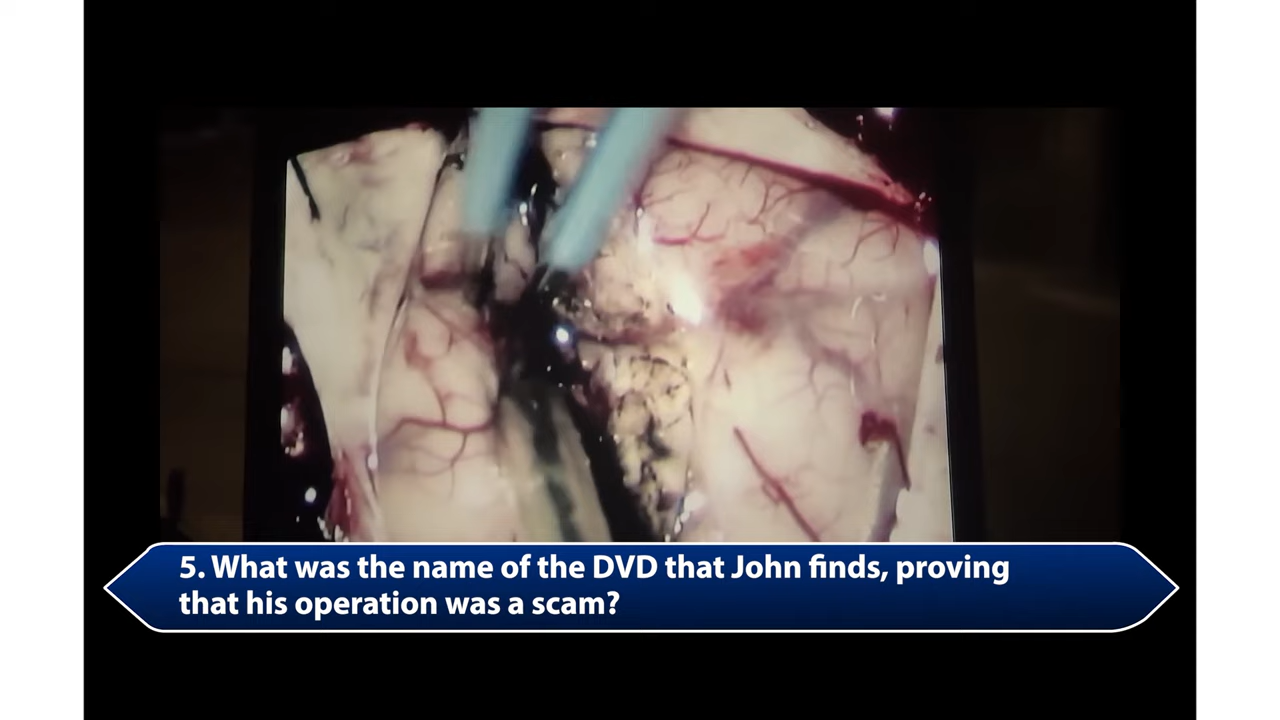 5. What was the name of the DVD that John finds, proving
that his operation was a scam?